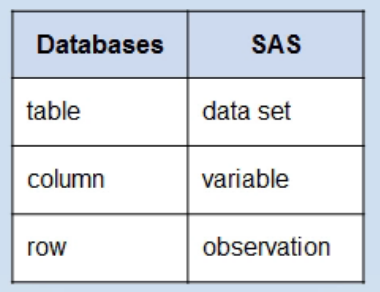 Databases SAS
table data set
column variable
row observation